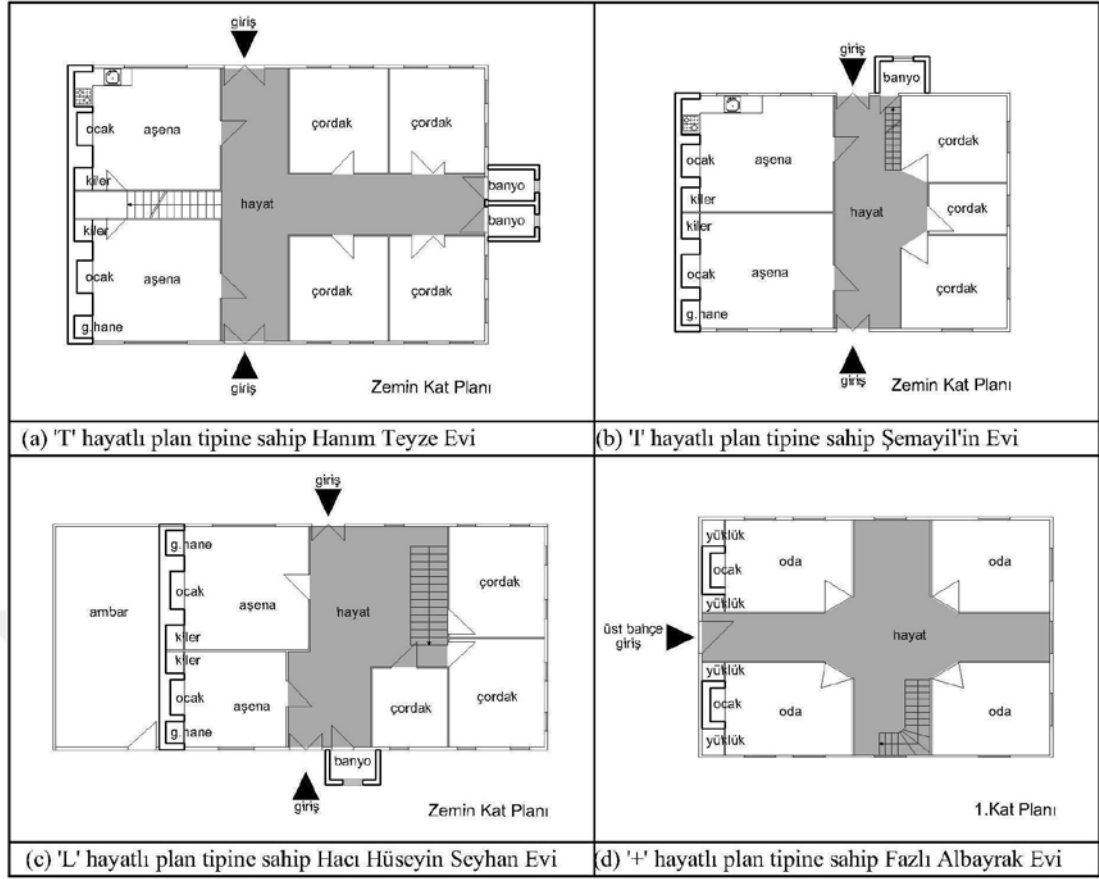 giriş
ocak
aşena
çordak
çordak
kiler
hayat
banyo
banyo
kiler
ocak
aşena
çordak
çordak
g.hane
giriş
Zemin Kat Planı
(a) 'T' hayatlı plan tipine sahip Hanım Teyze Evi
giriş
banyo
ocak
aşena
çordak
kiler
kiler
hayat
çordak
ocak
aşena
çordak
g.hane
giriş
Zemin Kat Planı
(b) 'I' hayatlı plan tipine sahip Şemayil'in Evi
giriş
g.hane
ocak
aşena
çordak
ambar
hayat
kiler
kiler
ocak
aşena
çordak
çordak
g.hane
banyo
giriş
Zemin Kat Planı
(c) 'L' hayatlı plan tipine sahip Hacı Hüseyin Seyhan Evi
yüklük
ocak
oda
oda
yüklük
üst bahçe
giriş
hayat
yüklük
ocak
oda
oda
yüklük
1.Kat Planı
(d) '+' hayatlı plan tipine sahip Fazlı Albayrak Evi